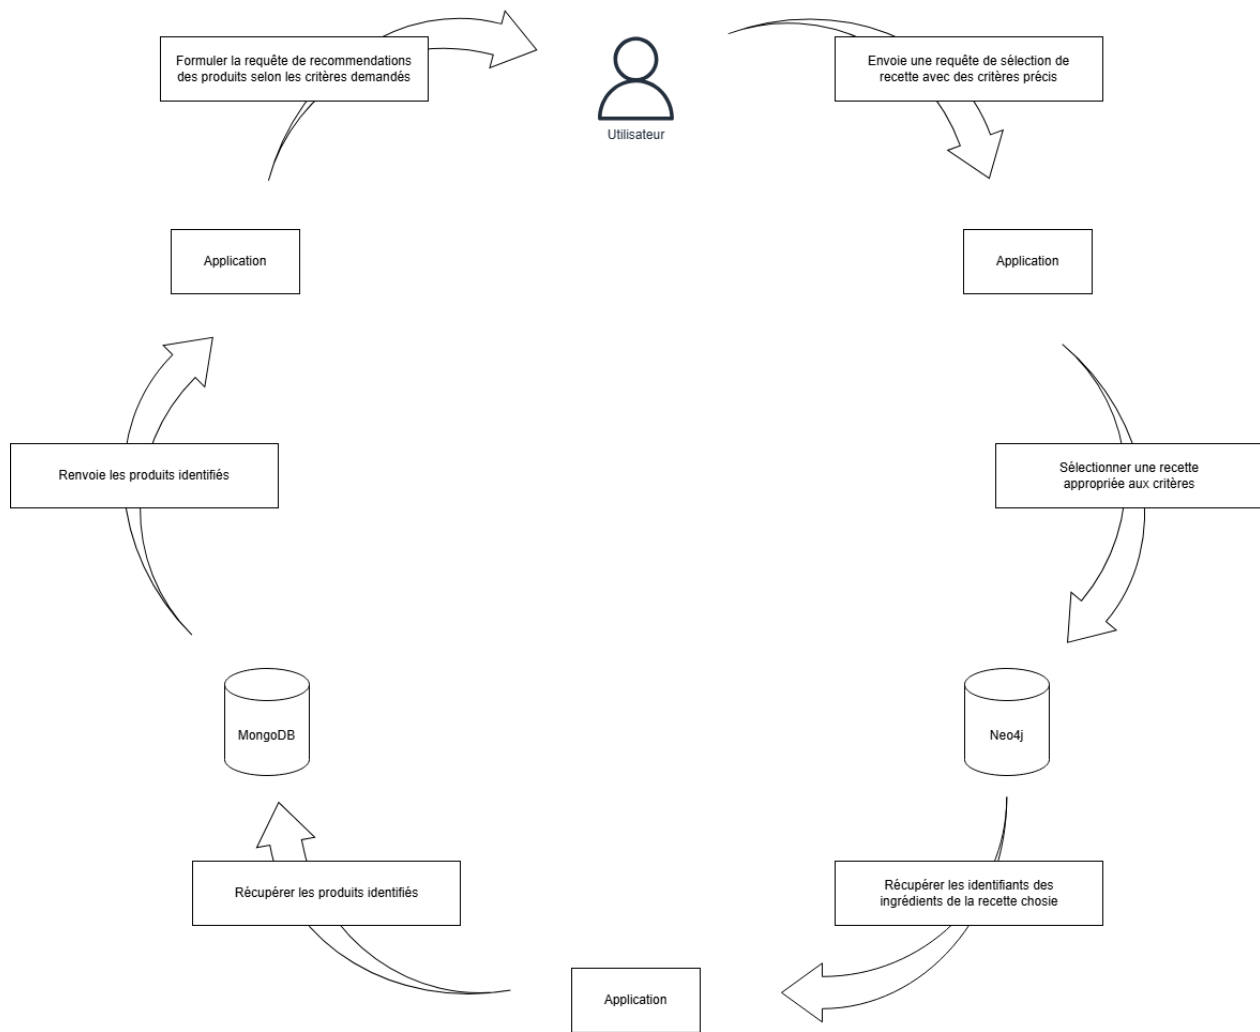 Formuler la requête de recommendations
des produits selon les critères demandés
Envoie une requête de sélection de
recette avec des critères précis
Utilisateur
Application
Application
Renvoie les produits identifiés
Sélectionner une recette
appropriée aux critères
MongoDB
Neo4j
Récupérer les produits identifiés
Récupérer les identifiants des
ingrédients de la recette chosie
Application